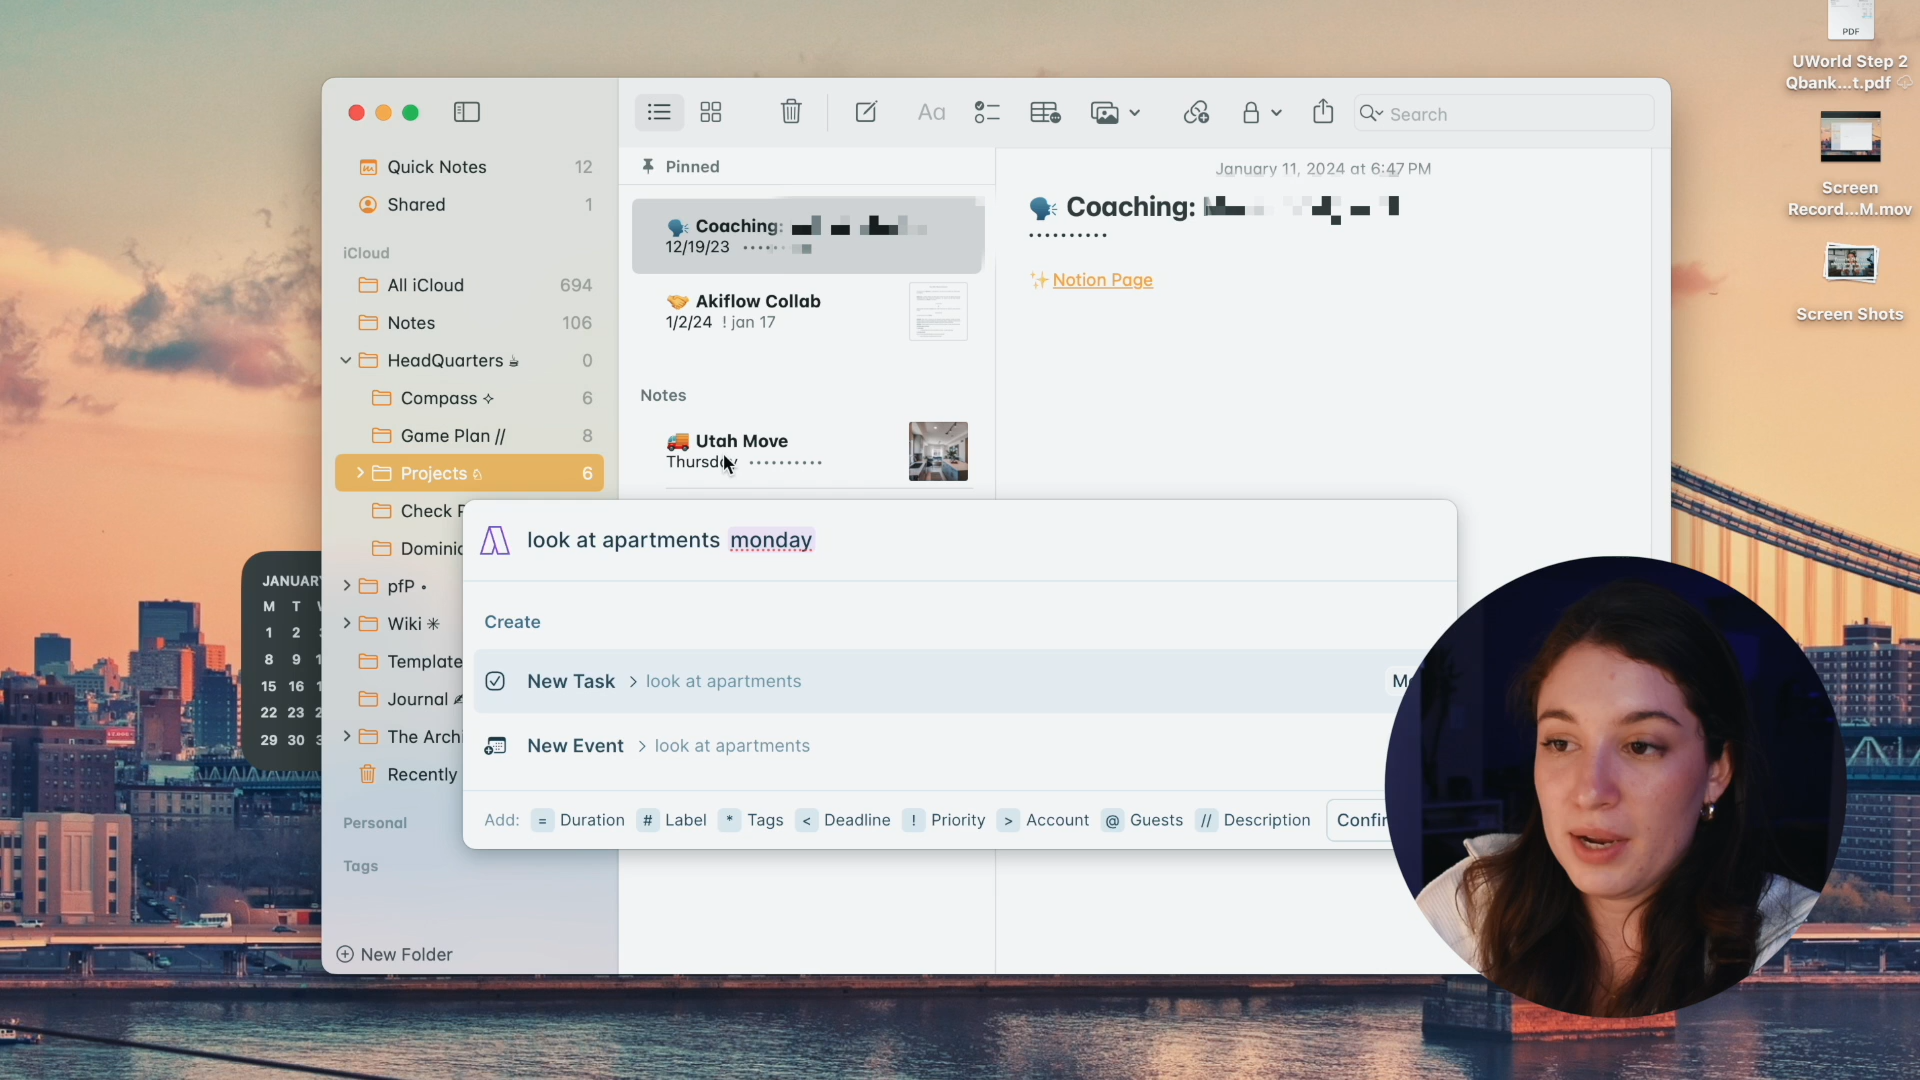 PDF
UWorld Step 2
Qbank...t.pdf
Screen
Record...M.mov
Screen Shots
Search
Quick Notes 12
Shared 1
iCloud
All iCloud 694
Notes 106
HeadQuarters 0
Compass 6
Game Plan // 8
Projects 6
Check
Dominic
pfP •
Wiki ✳
Template
Journal
The Archi
Recently
Personal
Tags
New Folder
Pinned
Coaching:
12/19/23
Akiflow Collab
1/2/24 ! jan 17
Notes
Utah Move
Thursday
January 11, 2024 at 6:47 PM
Coaching:
✨ Notion Page
look at apartments monday
Create
New Task > look at apartments
New Event > look at apartments
Add: = Duration # Label * Tags < Deadline ! Priority > Account @ Guests // Description
M T
1 2
8 9
15 16
22 23
29 30